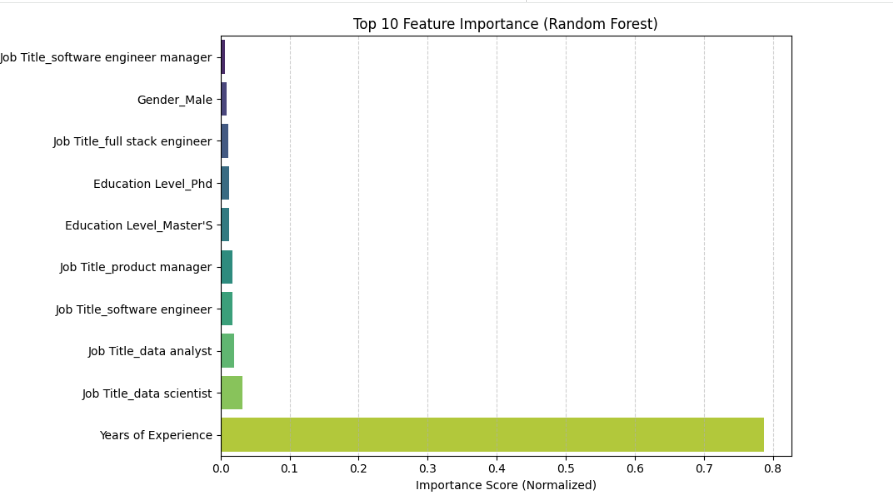 Top 10 Feature Importance (Random Forest)
Job Title_software engineer manager
Gender_Male
Job Title_full stack engineer
Education Level_Phd
Education Level_Master'S
Job Title_product manager
Job Title_software engineer
Job Title_data analyst
Job Title_data scientist
Years of Experience
0.0 0.1 0.2 0.3 0.4 0.5 0.6 0.7 0.8
Importance Score (Normalized)